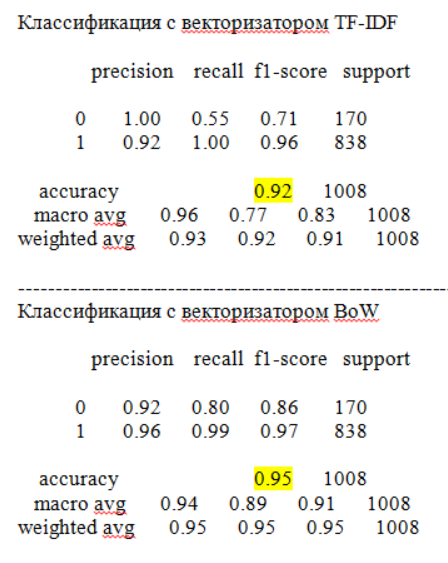 Классификация с векторизатором TF-IDF
precision recall f1-score support
0 1.00 0.55 0.71 170
1 0.92 1.00 0.96 838
accuracy 0.92 1008
macro avg 0.96 0.77 0.83 1008
weighted avg 0.93 0.92 0.91 1008
----------------------------------------------------------
Классификация с векторизатором BoW
precision recall f1-score support
0 0.92 0.80 0.86 170
1 0.96 0.99 0.97 838
accuracy 0.95 1008
macro avg 0.94 0.89 0.91 1008
weighted avg 0.95 0.95 0.95 1008